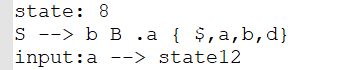 state: 8
S --> b B .a { $,a,b,d}
input:a --> state12